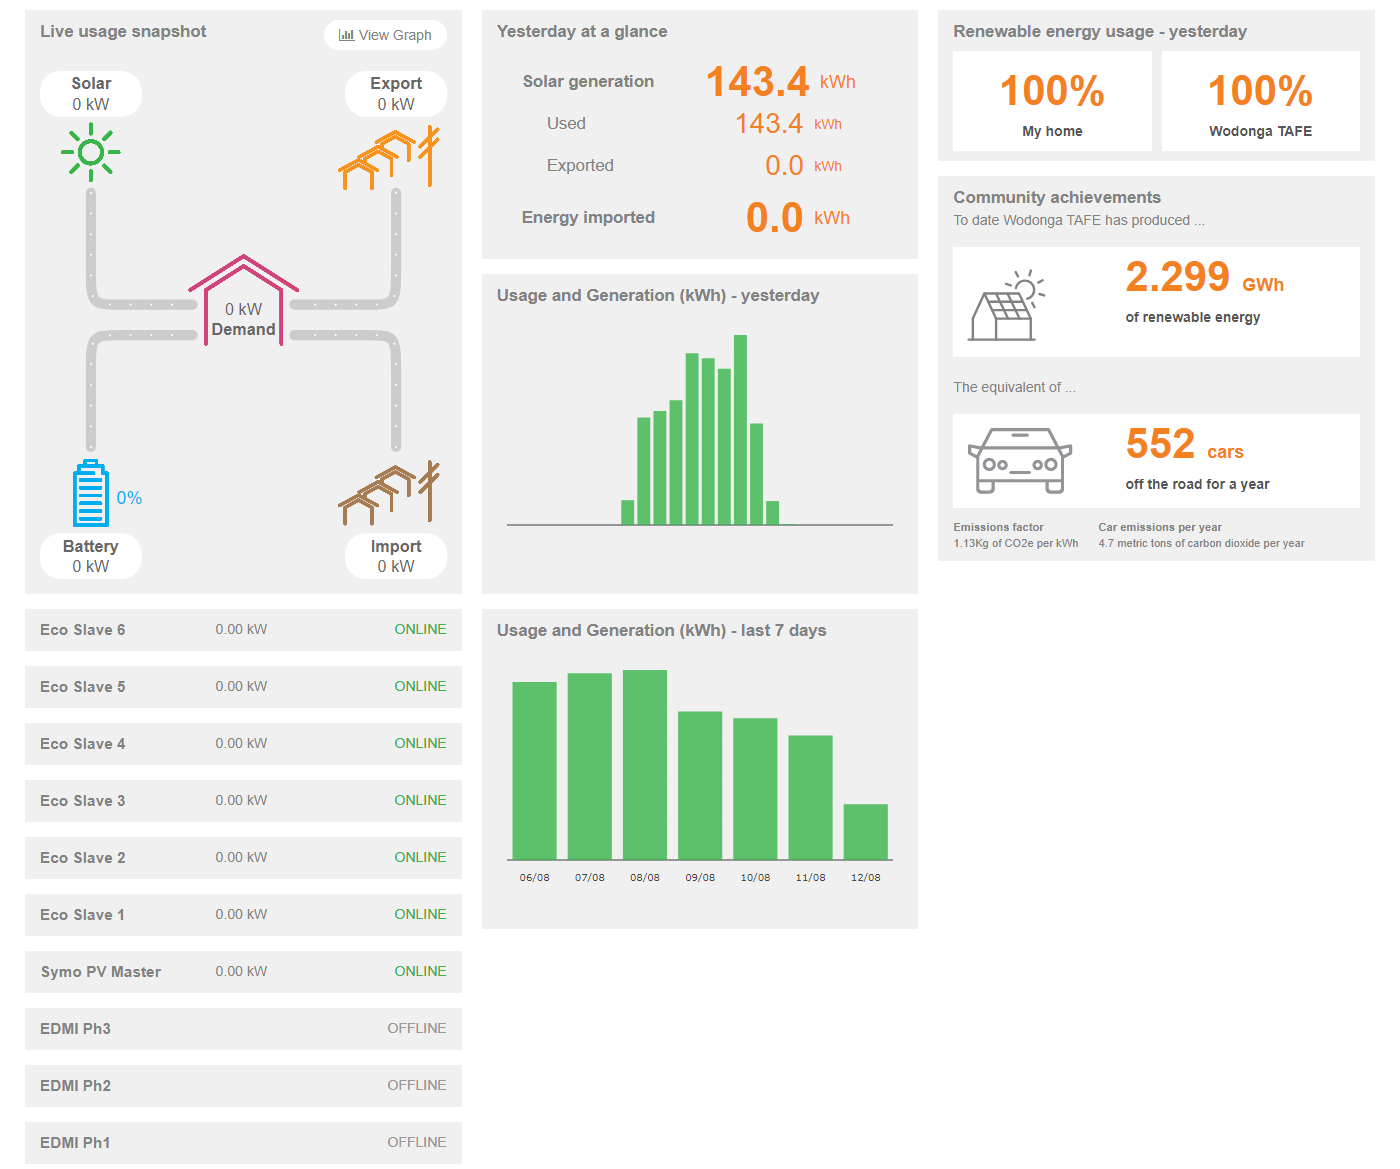 Live usage snapshot
View Graph
Solar
0 kW
Export
0 kW
0 kW
Demand
0%
Battery
0 kW
Import
0 kW
Eco Slave 6 0.00 kW ONLINE
Eco Slave 5 0.00 kW ONLINE
Eco Slave 4 0.00 kW ONLINE
Eco Slave 3 0.00 kW ONLINE
Eco Slave 2 0.00 kW ONLINE
Eco Slave 1 0.00 kW ONLINE
Symo PV Master 0.00 kW ONLINE
EDMI Ph3 OFFLINE
EDMI Ph2 OFFLINE
EDMI Ph1 OFFLINE
Yesterday at a glance
Solar generation 143.4 kWh
Used 143.4 kWh
Exported 0.0 kWh
Energy imported 0.0 kWh
Usage and Generation (kWh) - yesterday
Usage and Generation (kWh) - last 7 days
06/08 07/08 08/08 09/08 10/08 11/08 12/08
Renewable energy usage - yesterday
100%
My home
100%
Wodonga TAFE
Community achievements
To date Wodonga TAFE has produced ...
2.299 GWh
of renewable energy
The equivalent of ...
552 cars
off the road for a year
Emissions factor
1.13Kg of CO2e per kWh
Car emissions per year
4.7 metric tons of carbon dioxide per year